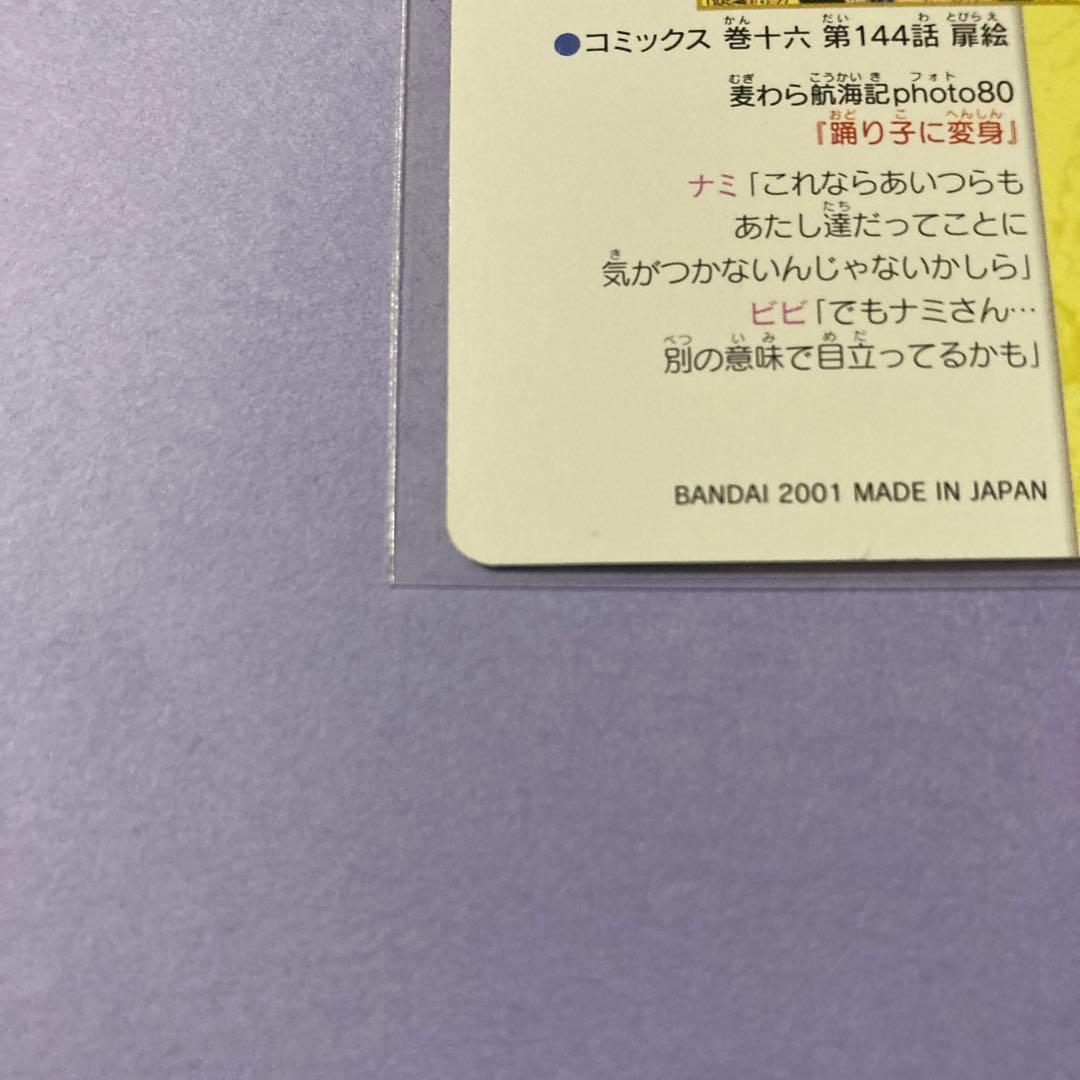 ●コミックス 巻十六 第144話 扉絵
麦わら航海記photo80
『踊り子に変身』
ナミ「これならあいつらも
あたし達だってことに
気がつかないんじゃないかしら」
ビビ「でもナミさん…
別の意味で目立ってるかも」
BANDAI 2001 MADE IN JAPAN